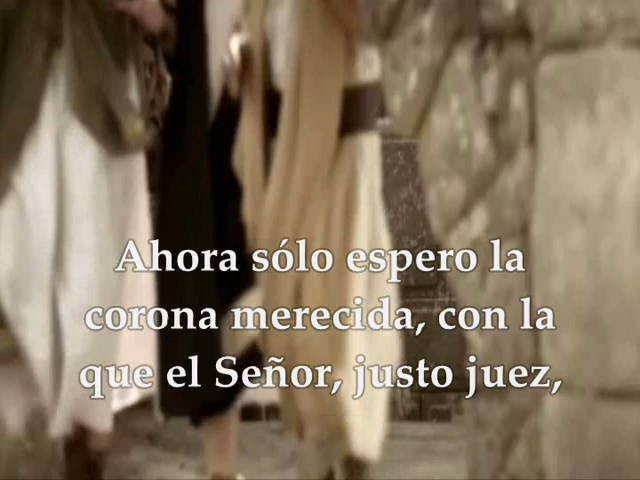 Ahora sólo espero la
corona merecida, con la
que el Señor, justo juez,